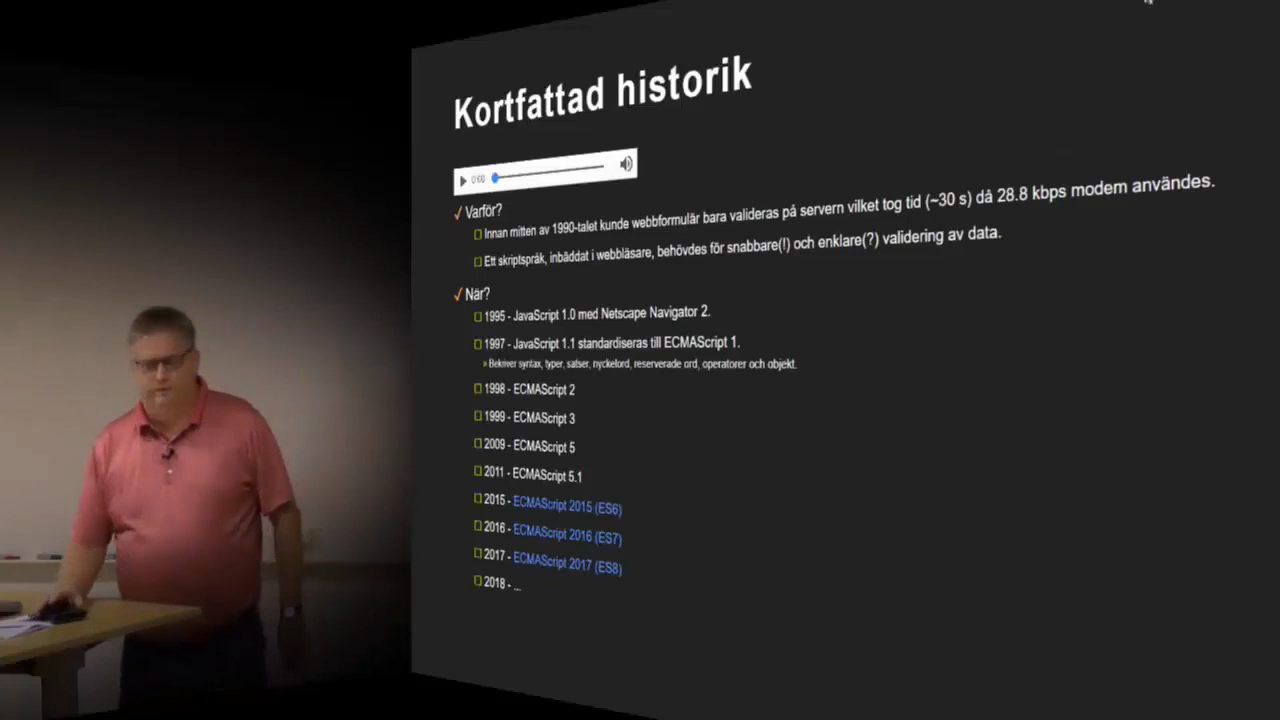 Kortfattad historik
0:00
Varför?
Innan mitten av 1990-talet kunde webbformulär bara valideras på servern vilket tog tid (~30 s) då 28.8 kbps modem användes.
Ett skriptspråk, inbäddat i webbläsare, behövdes för snabbare(!) och enklare(?) validering av data.
När?
1995 - JavaScript 1.0 med Netscape Navigator 2.
1997 - JavaScript 1.1 standardiseras till ECMAScript 1.
Bekriver syntax, typer, satser, nyckelord, reserverade ord, operatorer och objekt.
1998 - ECMAScript 2
1999 - ECMAScript 3
2009 - ECMAScript 5
2011 - ECMAScript 5.1
2015 - ECMAScript 2015 (ES6)
2016 - ECMAScript 2016 (ES7)
2017 - ECMAScript 2017 (ES8)
2018 - ...